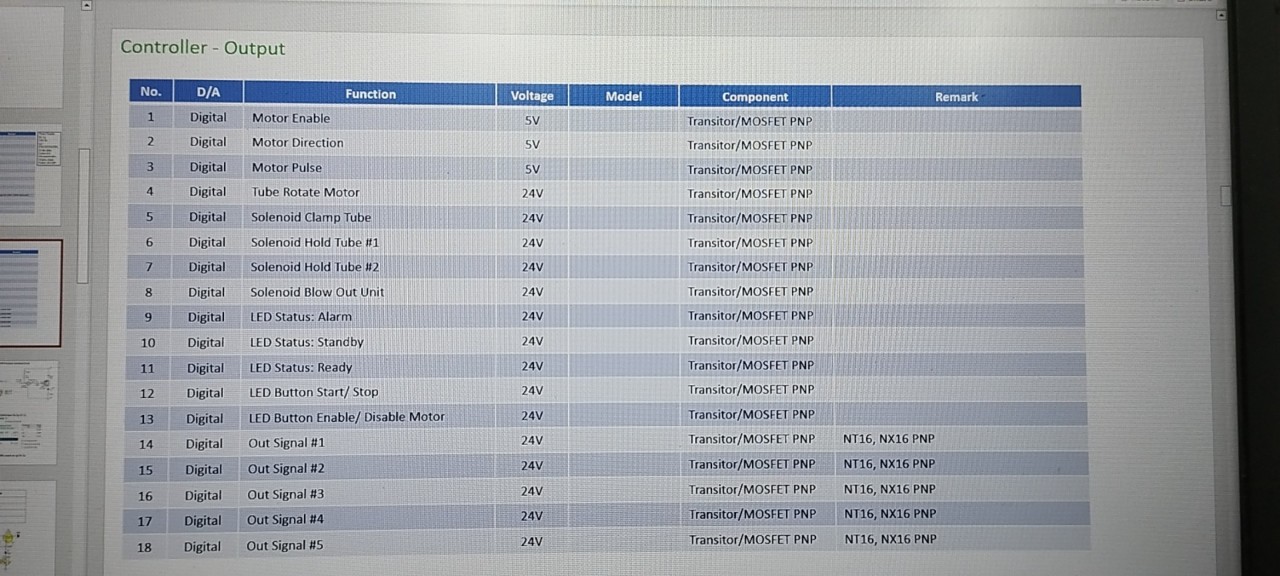 Controller - Output
No. D/A Function Voltage Model Component Remark
1 Digital Motor Enable 5V Transitor/MOSFET PNP
2 Digital Motor Direction 5V Transitor/MOSFET PNP
3 Digital Motor Pulse 5V Transitor/MOSFET PNP
4 Digital Tube Rotate Motor 24V Transitor/MOSFET PNP
5 Digital Solenoid Clamp Tube 24V Transitor/MOSFET PNP
6 Digital Solenoid Hold Tube #1 24V Transitor/MOSFET PNP
7 Digital Solenoid Hold Tube #2 24V Transitor/MOSFET PNP
8 Digital Solenoid Blow Out Unit 24V Transitor/MOSFET PNP
9 Digital LED Status: Alarm 24V Transitor/MOSFET PNP
10 Digital LED Status: Standby 24V Transitor/MOSFET PNP
11 Digital LED Status: Ready 24V Transitor/MOSFET PNP
12 Digital LED Button Start/ Stop 24V Transitor/MOSFET PNP
13 Digital LED Button Enable/ Disable Motor 24V Transitor/MOSFET PNP
14 Digital Out Signal #1 24V Transitor/MOSFET PNP NT16, NX16 PNP
15 Digital Out Signal #2 24V Transitor/MOSFET PNP NT16, NX16 PNP
16 Digital Out Signal #3 24V Transitor/MOSFET PNP NT16, NX16 PNP
17 Digital Out Signal #4 24V Transitor/MOSFET PNP NT16, NX16 PNP
18 Digital Out Signal #5 24V Transitor/MOSFET PNP NT16, NX16 PNP